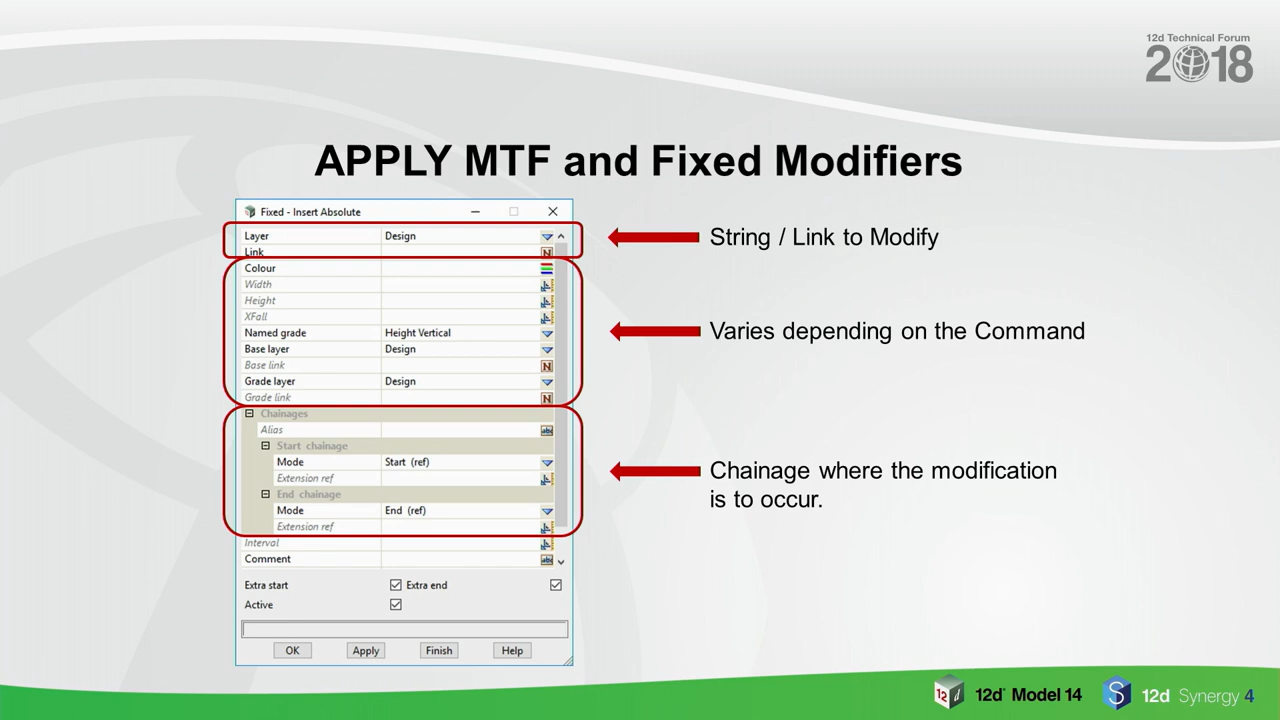 12d Technical Forum
2018
APPLY MTF and Fixed Modifiers
Fixed - Insert Absolute
Layer Design
Link
Colour
Width
Height
XFall
Named grade Height Vertical
Base layer Design
Base link
Grade layer Design
Grade link
Chainages
Alias
Start chainage
Mode Start (ref)
Extension ref
End chainage
Mode End (ref)
Extension ref
Interval
Comment
Extra start Extra end
Active
OK Apply Finish Help
String / Link to Modify
Varies depending on the Command
Chainage where the modification
is to occur.
12d 12d® Model 14 S 12d Synergy 4